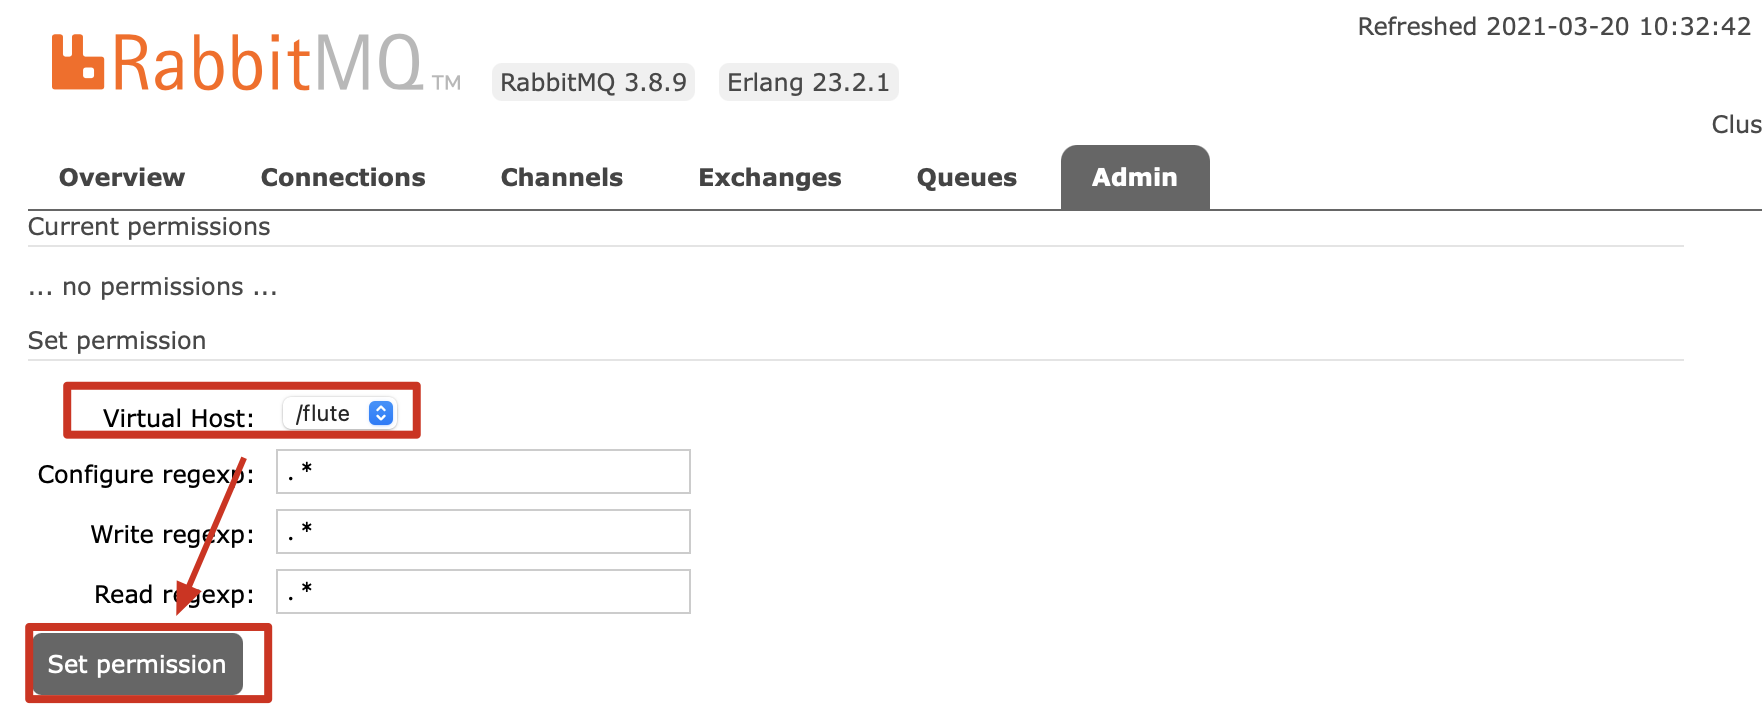 Refreshed 2021-03-20 10:32:42
RabbitMQ TM RabbitMQ 3.8.9 Erlang 23.2.1
Clus
Overview Connections Channels Exchanges Queues Admin
Current permissions
... no permissions ...
Set permission
Virtual Host: /flute
Configure regexp: .*
Write regexp: .*
Read regexp: .*
Set permission